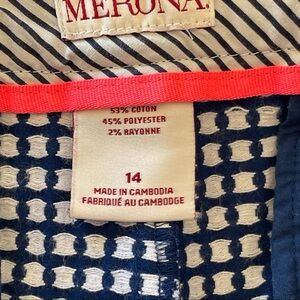 MERONA
53% COTON
45% POLYESTER
2% RAYONNE
14
MADE IN CAMBODIA
FABRIQUÉ AU CAMBODGE